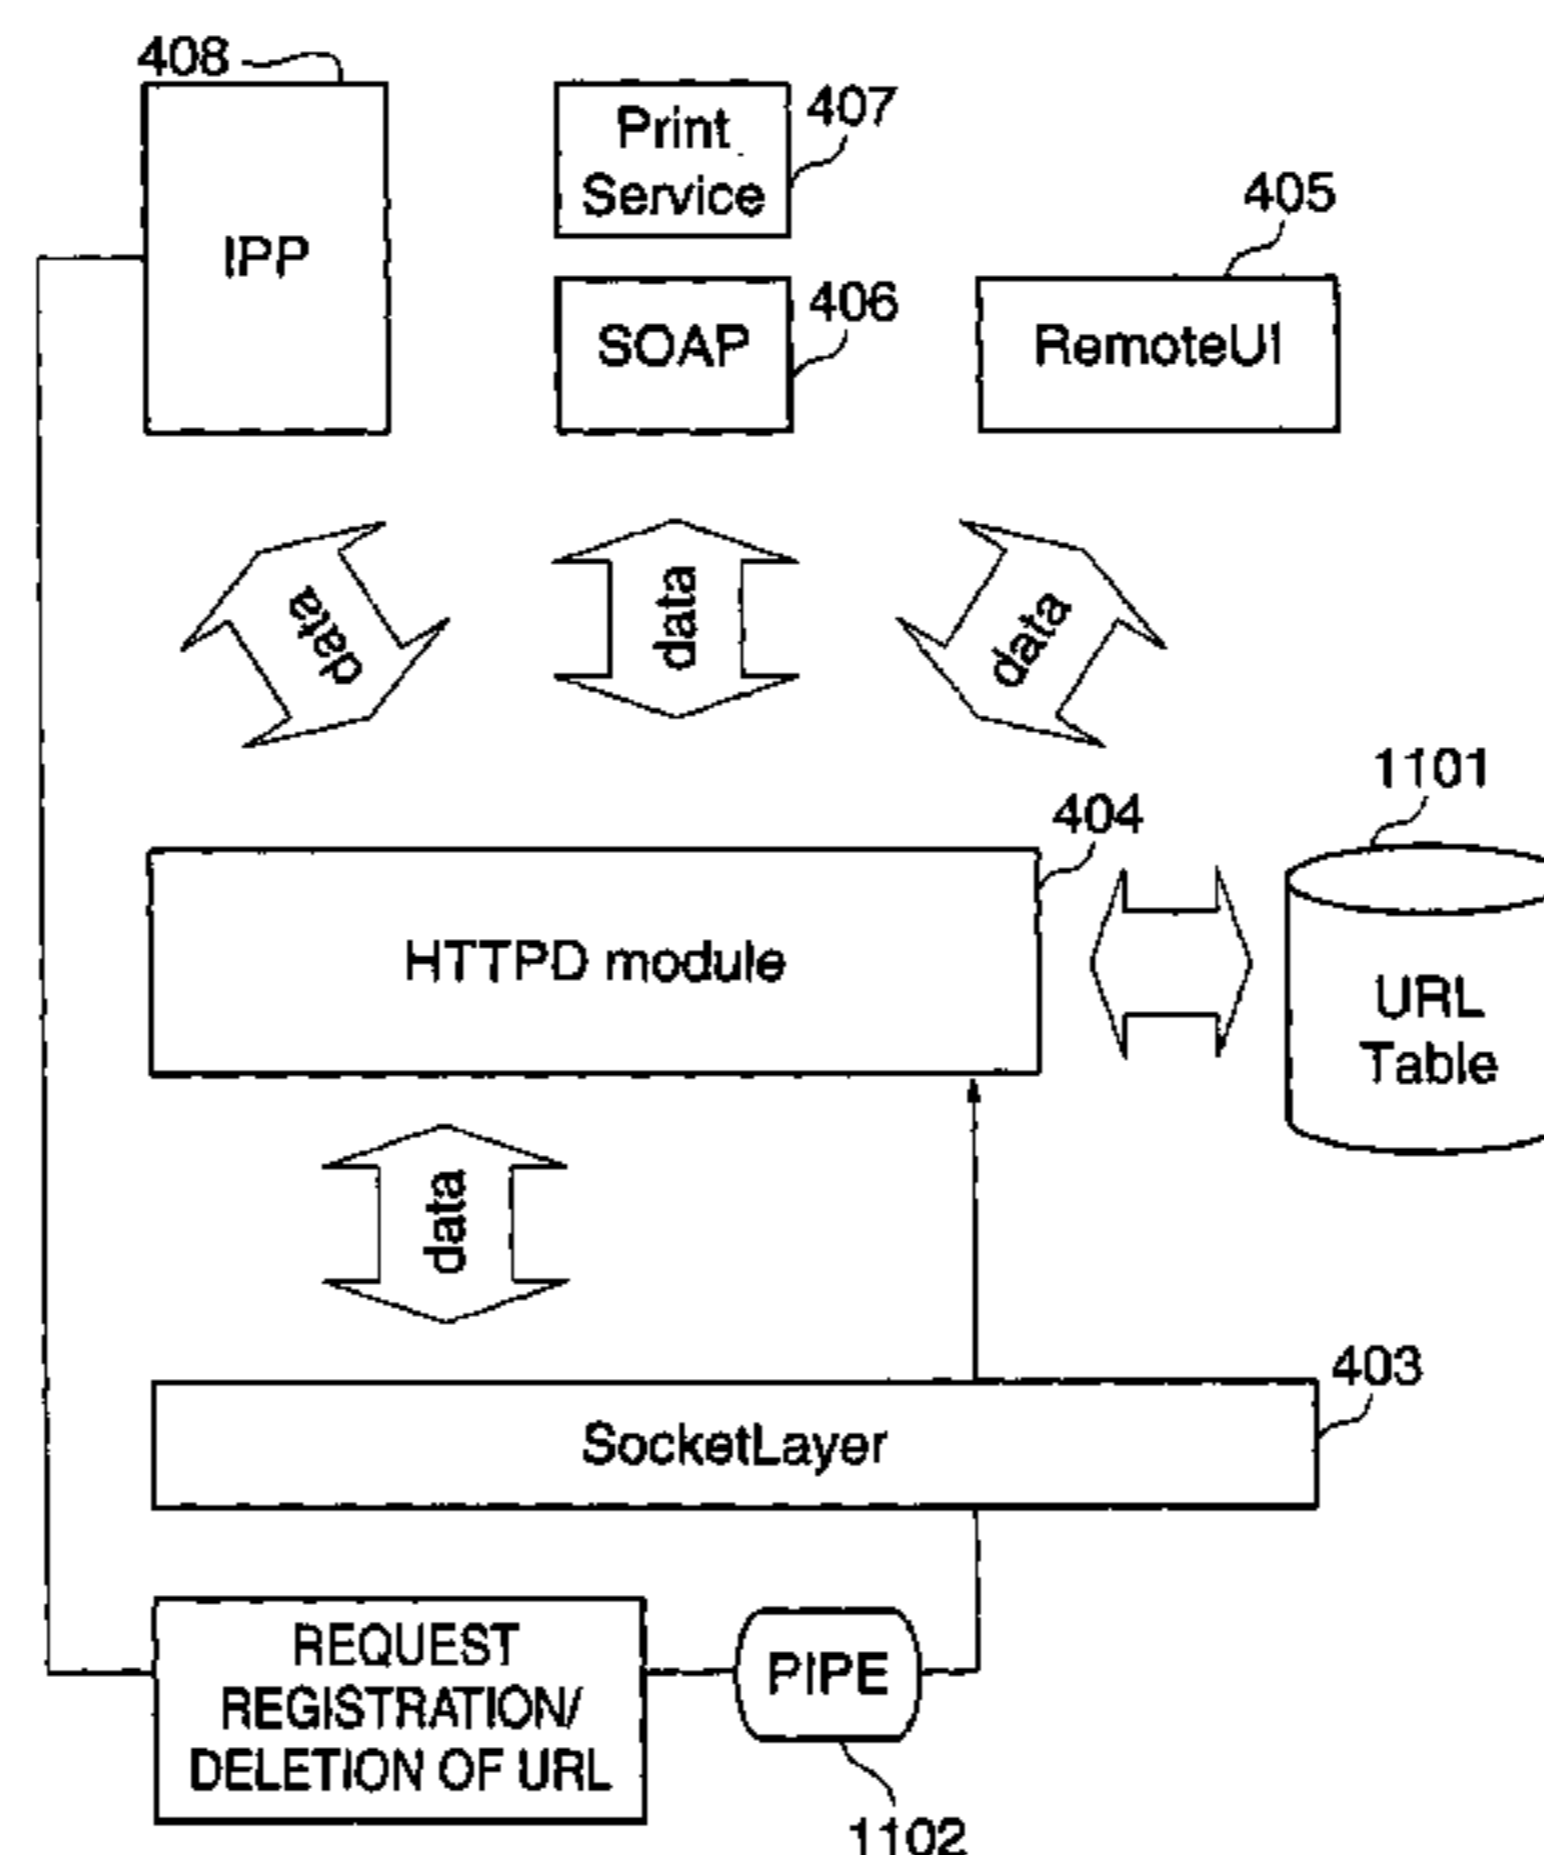 408
IPP
Print
Service
407
SOAP
406
405
RemoteUI
data
data
data
1101
404
HTTPD module
URL
Table
data
403
SocketLayer
REQUEST
REGISTRATION/
DELETION OF URL
PIPE
1102